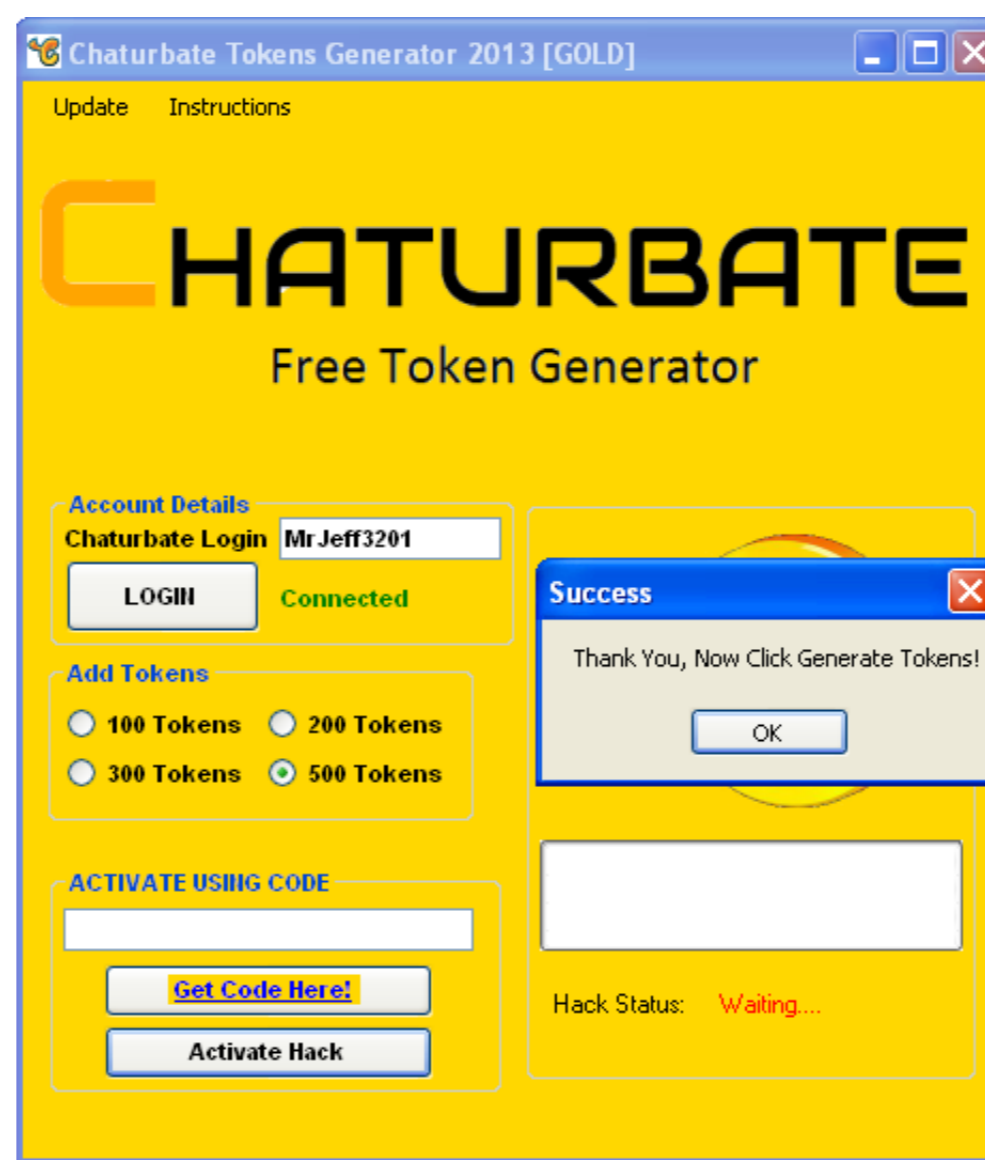 Chaturbate Tokens Generator 2013 [GOLD]
Update Instructions
CHATURBATE
Free Token Generator
Account Details
Chaturbate Login MrJeff3201
LOGIN Connected
Add Tokens
100 Tokens 200 Tokens
300 Tokens 500 Tokens
ACTIVATE USING CODE
Get Code Here!
Activate Hack
Success
Thank You, Now Click Generate Tokens!
OK
Hack Status: Waiting....